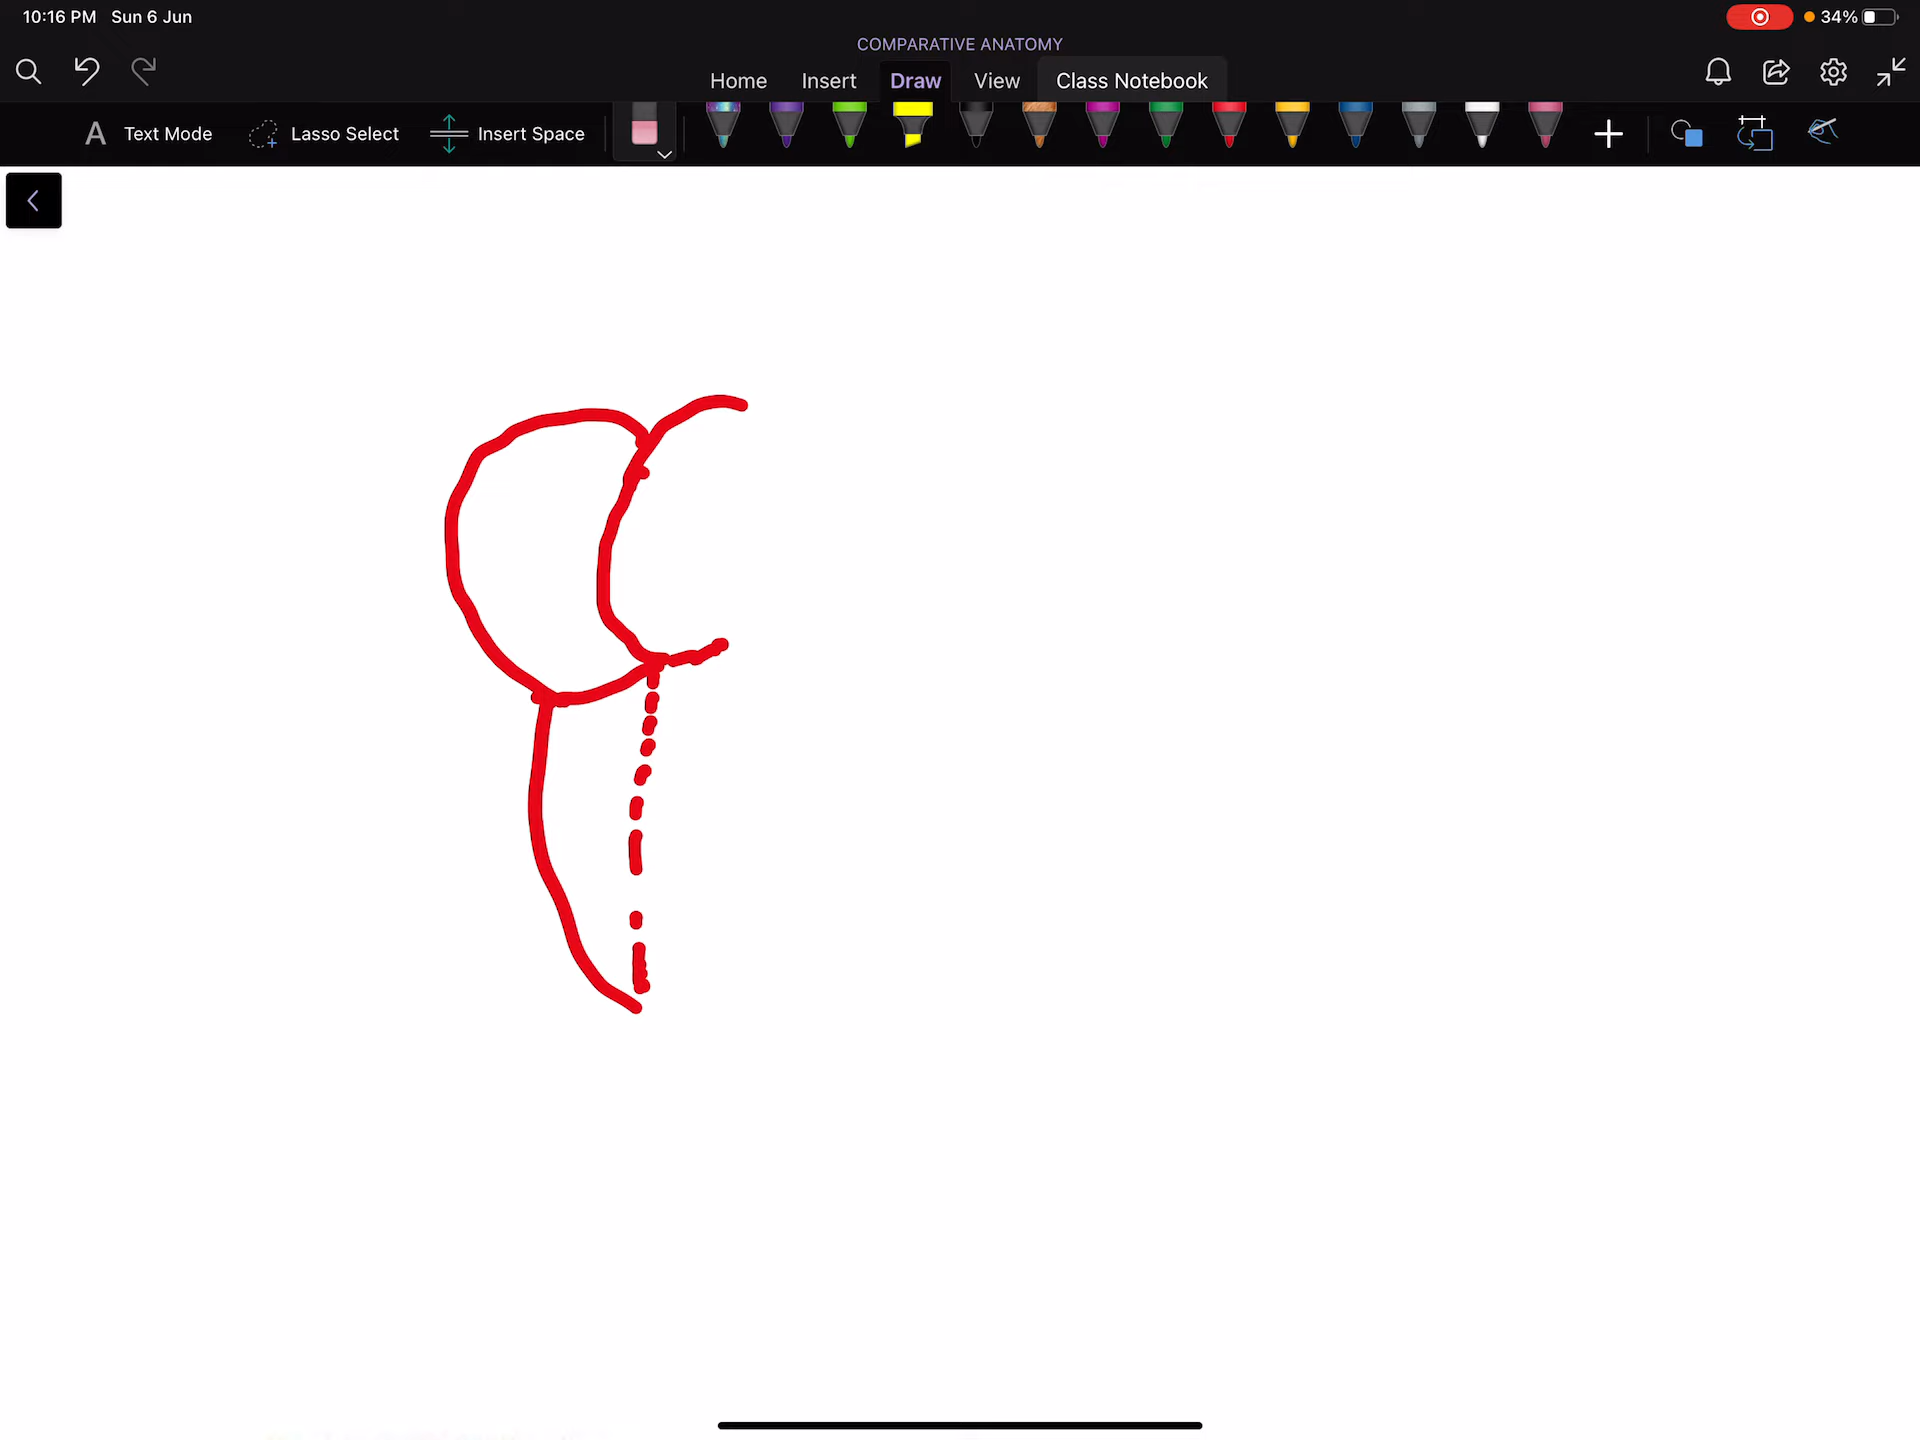 10:16 PM Sun 6 Jun
34%
COMPARATIVE ANATOMY
Home Insert Draw View Class Notebook
A Text Mode Lasso Select Insert Space